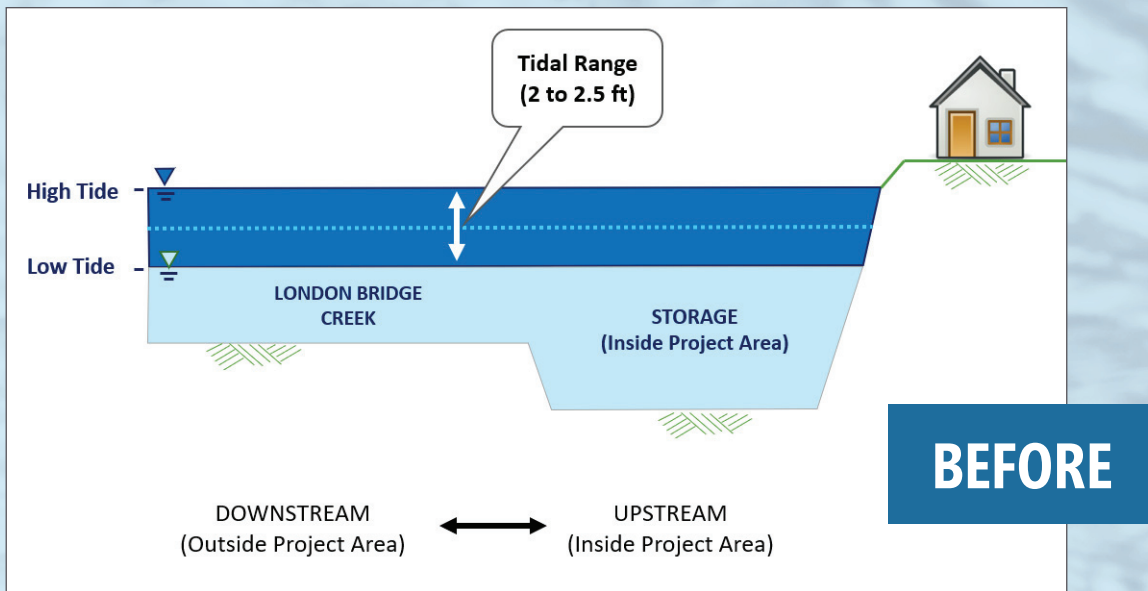 Tidal Range
(2 to 2.5 ft)
High Tide
Low Tide
LONDON BRIDGE
CREEK
STORAGE
(Inside Project Area)
BEFORE
DOWNSTREAM
(Outside Project Area)
UPSTREAM
(Inside Project Area)